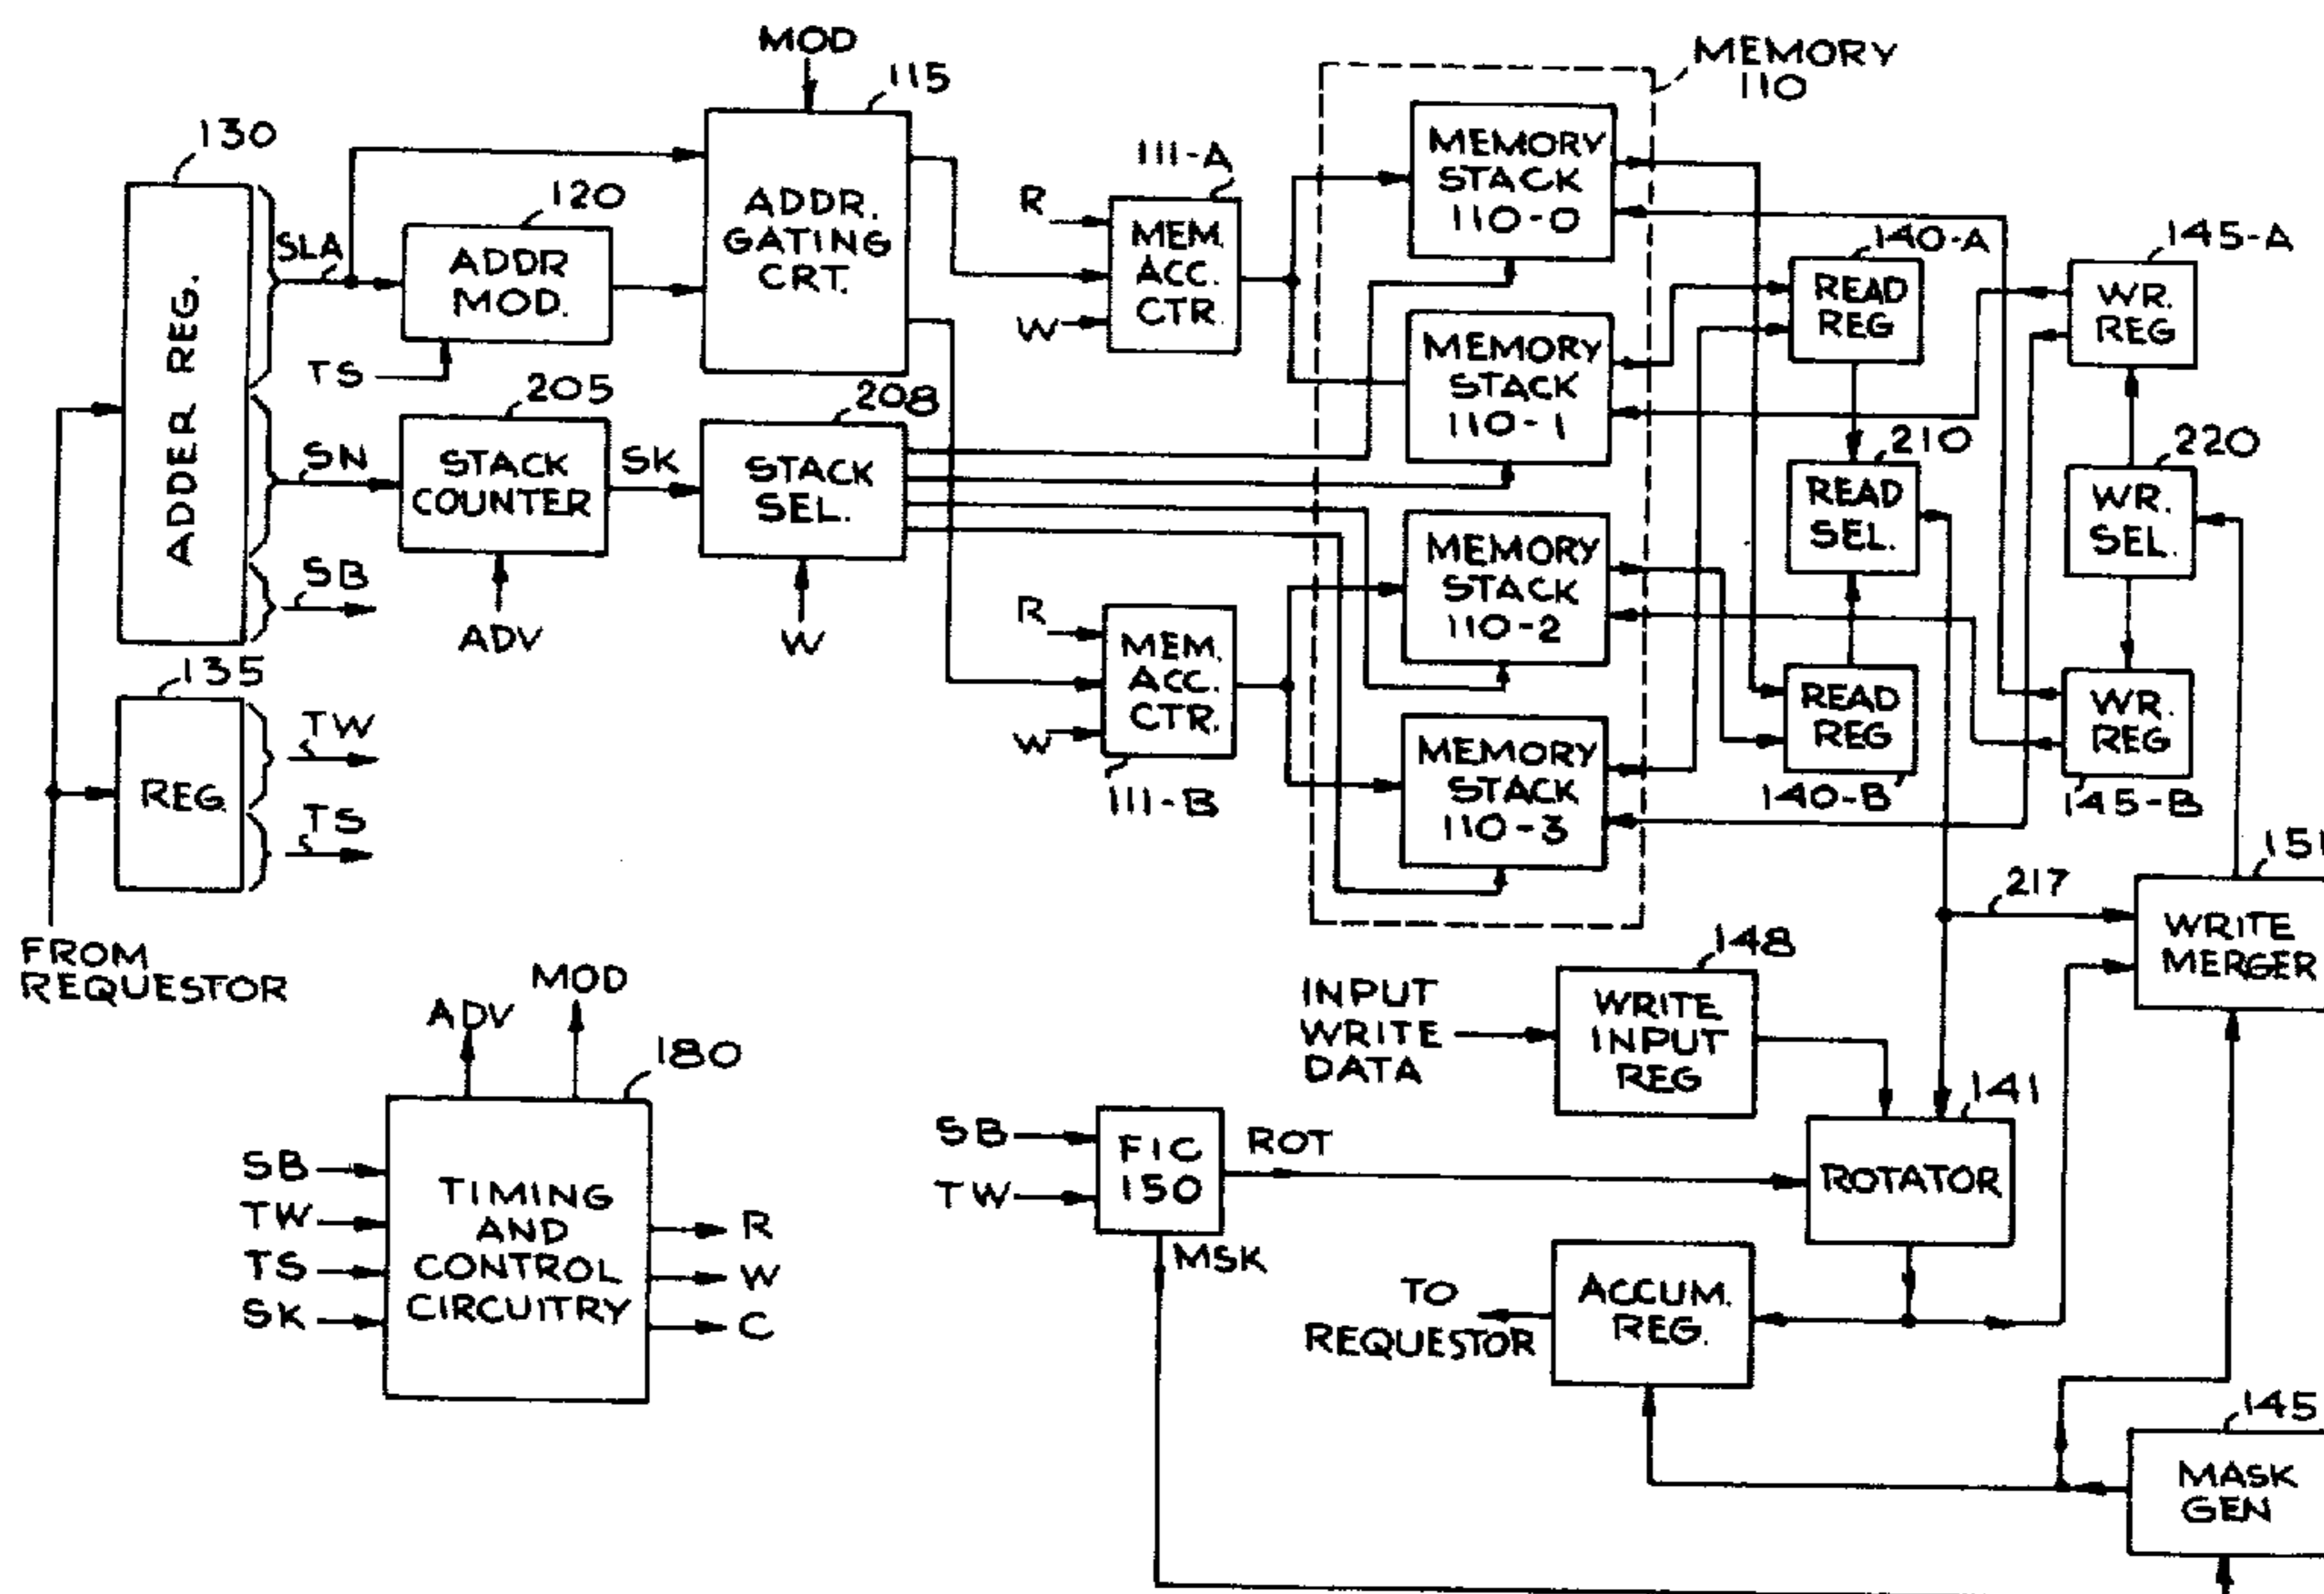 MOD
115
130
ADDER REG.
SLA
120
ADDR
MOD.
TS
ADDR.
GATING
CRT.
111-A
R
MEM.
ACC.
CTR.
W
MEMORY
110
MEMORY
STACK
110-0
140-A
READ
REG
145-A
WR.
REG
MEMORY
STACK
110-1
205
SN
STACK
COUNTER
SK
208
STACK
SEL.
ADV
W
SB
210
READ
SEL.
220
WR.
SEL.
MEMORY
STACK
110-2
R
MEM.
ACC.
CTR.
W
111-B
MEMORY
STACK
110-3
READ
REG
140-B
WR.
REG
145-B
135
REG.
TW
TS
FROM
REQUESTOR
217
151
WRITE
MERGER
148
INPUT
WRITE
DATA
WRITE
INPUT
REG
141
ROTATOR
ADV
MOD
180
SB
TW
TS
SK
TIMING
AND
CONTROL
CIRCUITRY
R
W
C
SB
TW
FIC
150
ROT
MSK
TO
REQUESTOR
ACCUM.
REG.
145
MASK
GEN